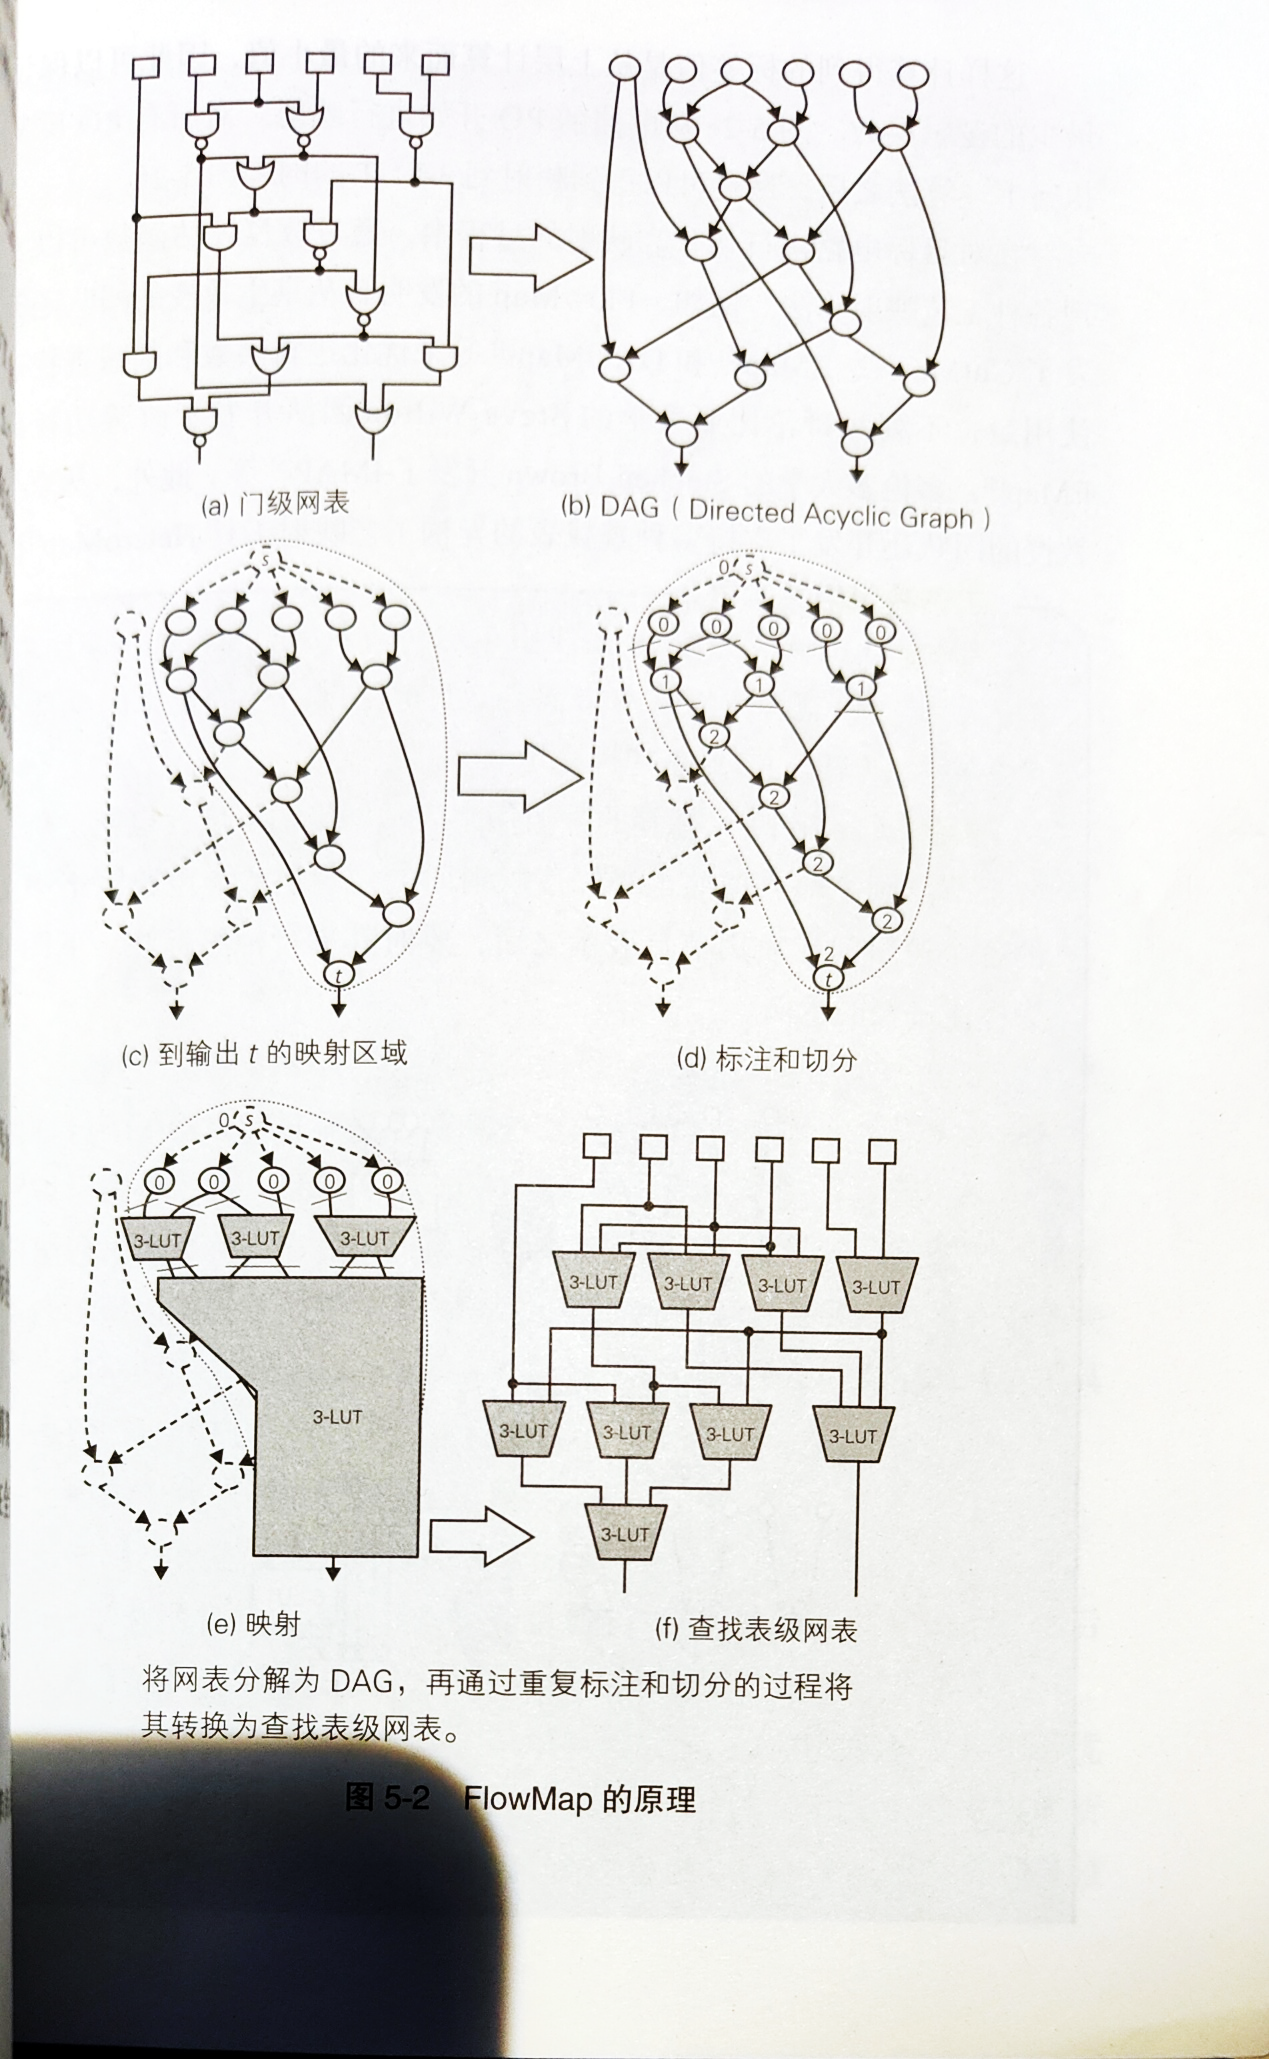 (a) 门级网表
(b) DAG ( Directed Acyclic Graph )
s
t
(c) 到输出 t 的映射区域
0 s
0 0 0 0 0
1 1 1
2
2
2
2
2
t
(d) 标注和切分
0 s
0 0 0 0 0
3-LUT 3-LUT 3-LUT
3-LUT
(e) 映射
3-LUT 3-LUT 3-LUT 3-LUT
3-LUT 3-LUT 3-LUT 3-LUT
3-LUT
(f) 查找表级网表
将网表分解为 DAG，再通过重复标注和切分的过程将
其转换为查找表级网表。
图 5-2 FlowMap 的原理